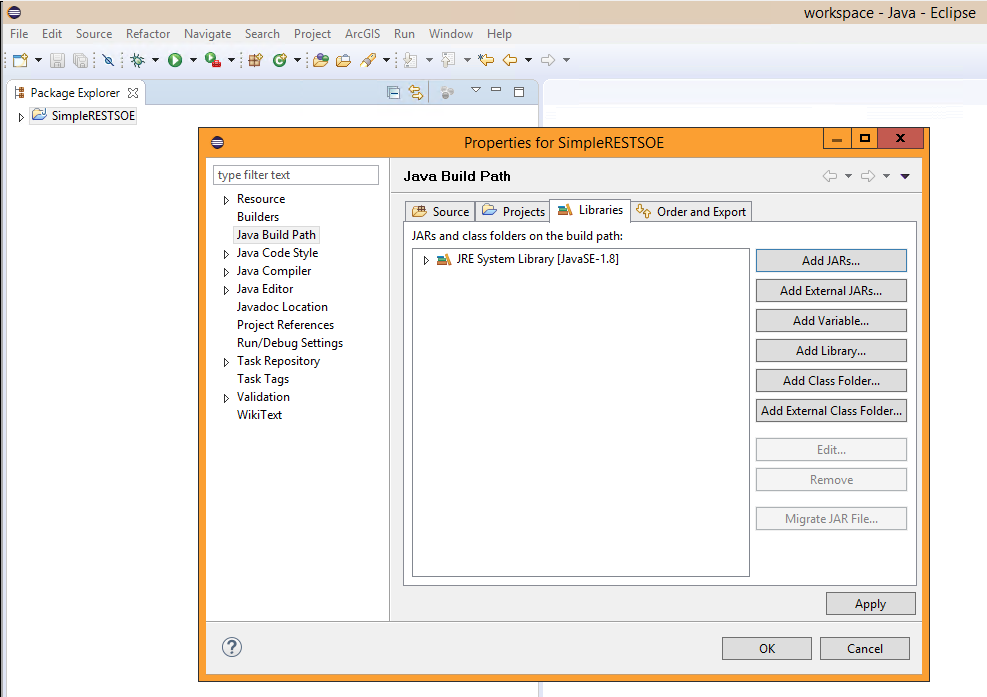 workspace - Java - Eclipse
File Edit Source Refactor Navigate Search Project ArcGIS Run Window Help
Package Explorer
SimpleRESTSOE
Properties for SimpleRESTSOE
type filter text
Resource
Builders
Java Build Path
Java Code Style
Java Compiler
Java Editor
Javadoc Location
Project References
Run/Debug Settings
Task Repository
Task Tags
Validation
WikiText
Java Build Path
Source Projects Libraries Order and Export
JARs and class folders on the build path:
JRE System Library [JavaSE-1.8]
Add JARs...
Add External JARs...
Add Variable...
Add Library...
Add Class Folder...
Add External Class Folder...
Edit...
Remove
Migrate JAR File...
Apply
?
OK Cancel